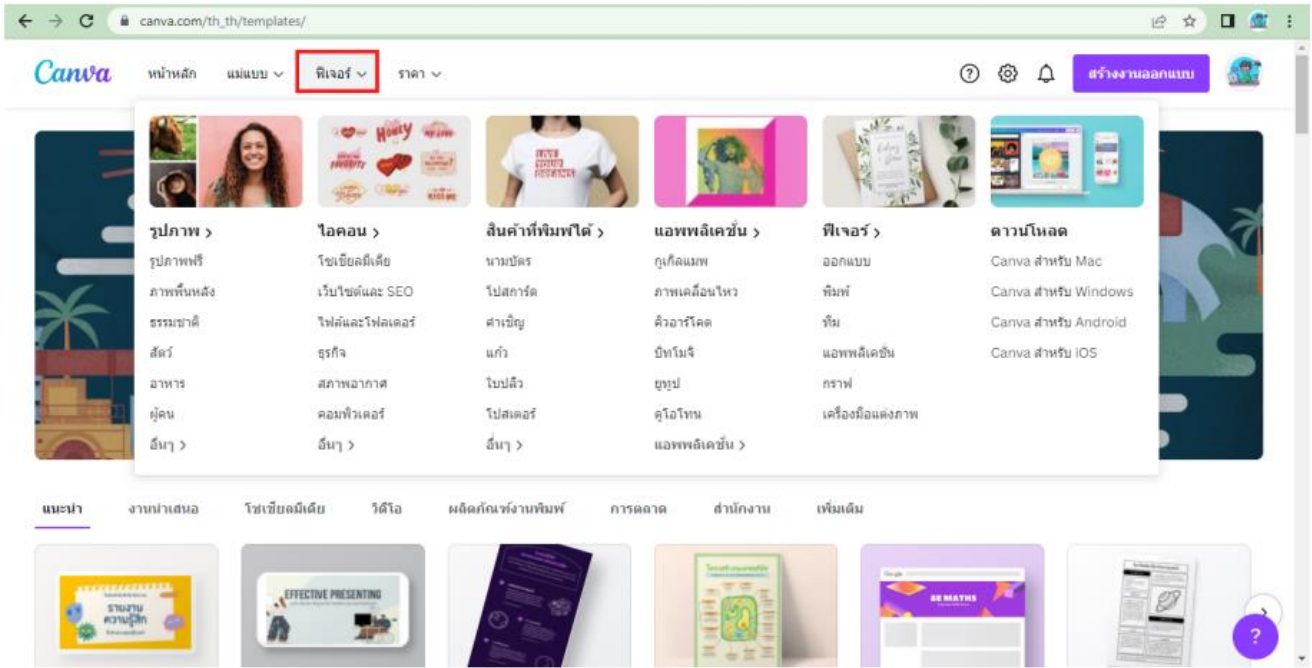 canva.com/th_th/templates/
Canva หน้าหลัก แม่แบบ ฟีเจอร์ ราคา สร้างงานออกแบบ
HONEY
LIVE YOUR DREAMS
รูปภาพ >
รูปภาพฟรี
ภาพพื้นหลัง
ธรรมชาติ
สัตว์
อาหาร
ผู้คน
อื่นๆ >
ไอคอน >
โซเชียลมีเดีย
เว็บไซต์และ SEO
ไฟล์และโฟลเดอร์
ธุรกิจ
สภาพอากาศ
คอมพิวเตอร์
อื่นๆ >
สินค้าที่พิมพ์ได้ >
นามบัตร
โปสการ์ด
คำเชิญ
แก้ว
ใบปลิว
โปสเตอร์
อื่นๆ >
แอพพลิเคชั่น >
กูเกิลแมพ
ภาพเคลื่อนไหว
คิวอาร์โคด
บิทโมจิ
ยูทูป
ดูโอโทน
แอพพลิเคชั่น >
ฟีเจอร์ >
ออกแบบ
พิมพ์
ทีม
แอพพลิเคชั่น
กราฟ
เครื่องมือแต่งภาพ
ดาวน์โหลด
Canva สำหรับ Mac
Canva สำหรับ Windows
Canva สำหรับ Android
Canva สำหรับ iOS
แนะนำ งานนำเสนอ โซเชียลมีเดีย วิดีโอ ผลิตภัณฑ์งานพิมพ์ การตลาด สำนักงาน เพิ่มเติม
รายงาน
ความรู้สึก
EFFECTIVE PRESENTING
Google
BE MATHS
?